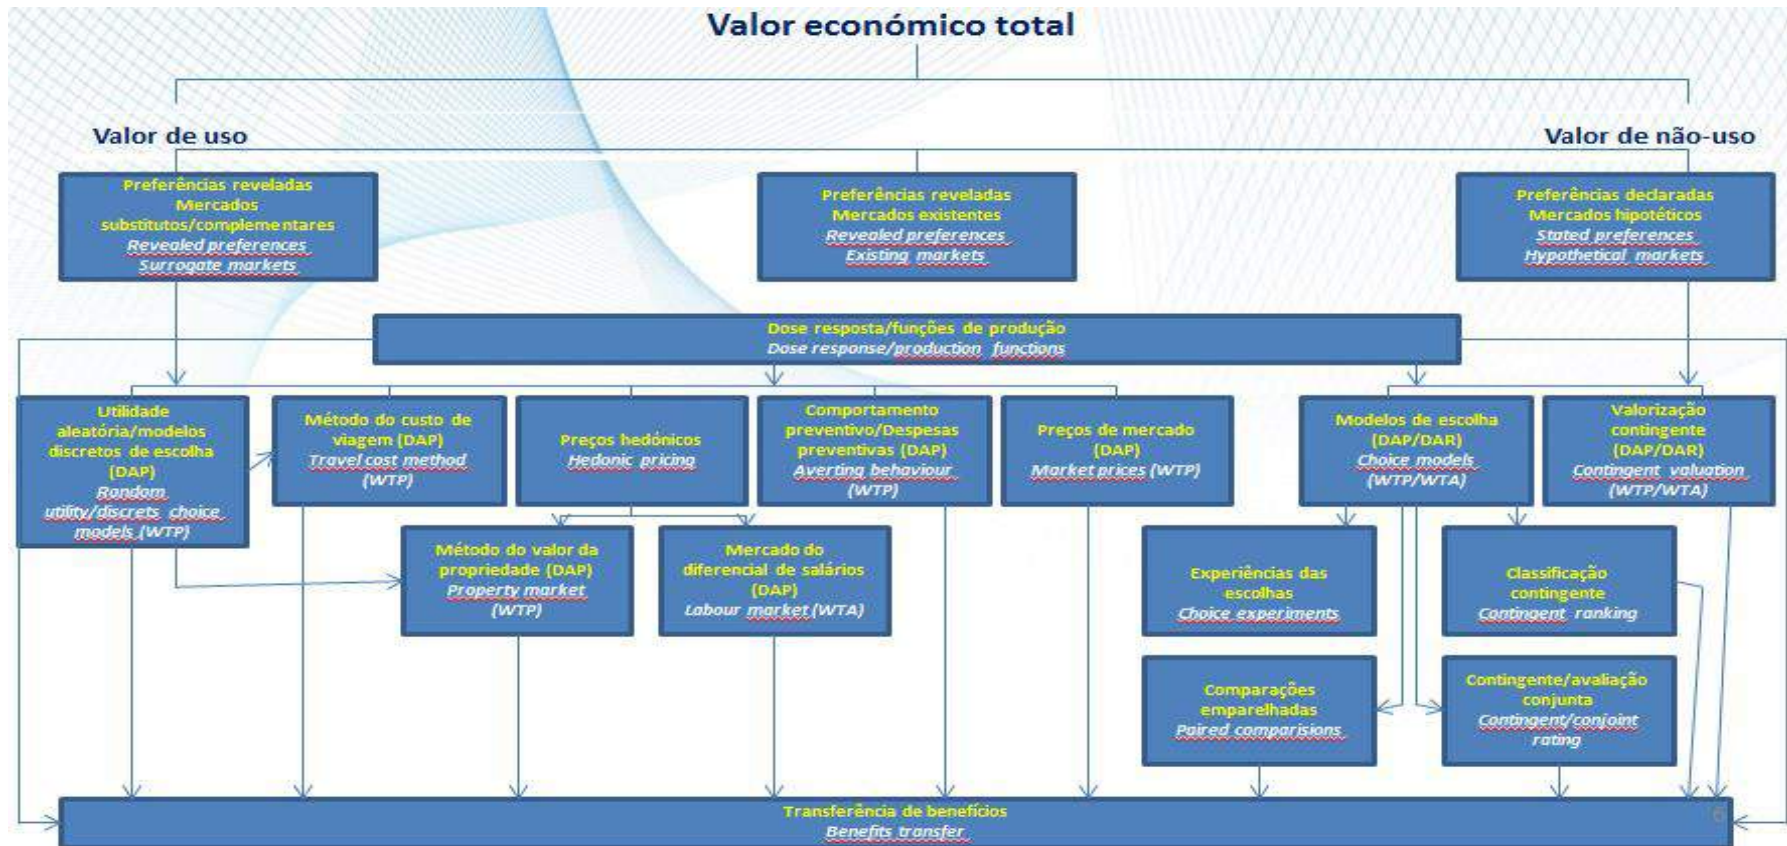 Valor económico total
Valor de uso
Valor de não-uso
Preferências reveladas
Mercados
substitutos/complementares
Revealed preferences
Surrogate markets
Preferências reveladas
Mercados existentes
Revealed preferences
Existing markets
Preferências declaradas
Mercados hipotéticos
Stated preferences
Hypothetical markets
Dose resposta/funções de produção
Dose response/production functions
Utilidade
aleatória/modelos
discretos de escolha
(DAP)
Random
utility/discrets choice
models (WTP)
Método do custo de
viagem (DAP)
Travel cost method
(WTP)
Preços hedónicos
Hedonic pricing
Comportamento
preventivo/Despesas
preventivas (DAP)
Averting behaviour
(WTP)
Preços de mercado
(DAP)
Market prices (WTP)
Modelos de escolha
(DAP/DAR)
Choice models
(WTP/WTA)
Valorização
contingente
(DAP/DAR)
Contingent valuation
(WTP/WTA)
Método do valor da
propriedade (DAP)
Property market
(WTP)
Mercado do
diferencial de salários
(DAP)
Labour market (WTA)
Experiências das
escolhas
Choice experiments
Classificação
contingente
Contingent ranking
Comparações
emparelhadas
Paired comparisions
Contingente/avaliação
conjunta
Contingent/conjoint
rating
Transferência de benefícios
Benefits transfer
6